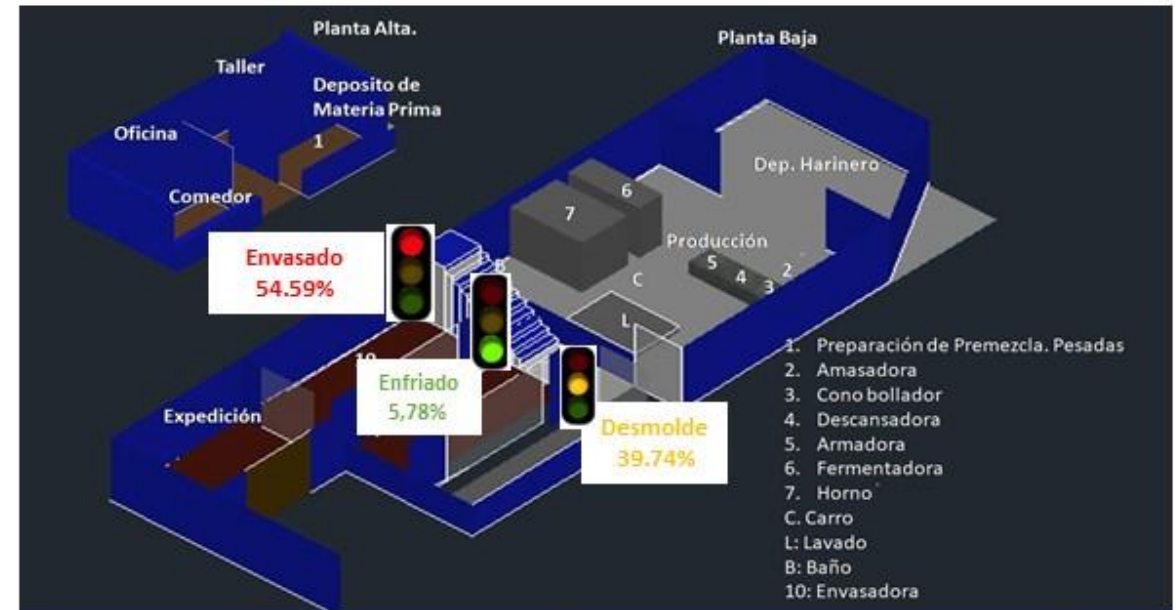 Planta Alta.
Taller
Deposito de
Materia Prima
1
Oficina
Comedor
Planta Baja
Dep. Harinero
6
7
Producción
5
4
3
2
C
L
B
Envasado
54.59%
10
Enfriado
5,78%
Desmolde
39.74%
Expedición
1. Preparación de Premezcla. Pesadas
2. Amasadora
3. Cono bollador
4. Descansadora
5. Armadora
6. Fermentadora
7. Horno
C. Carro
L: Lavado
B: Baño
10: Envasadora